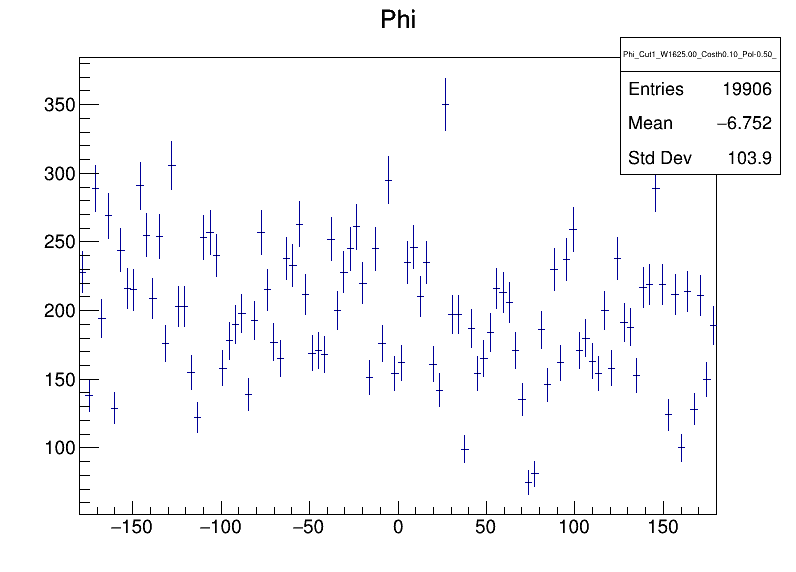 Phi
Phi_Cut1_W1625.00_Costh0.10_Pol-0.50_
Entries 19906
Mean −6.752
Std Dev 103.9
350
300
250
200
150
100
−150 −100 −50 0 50 100 150